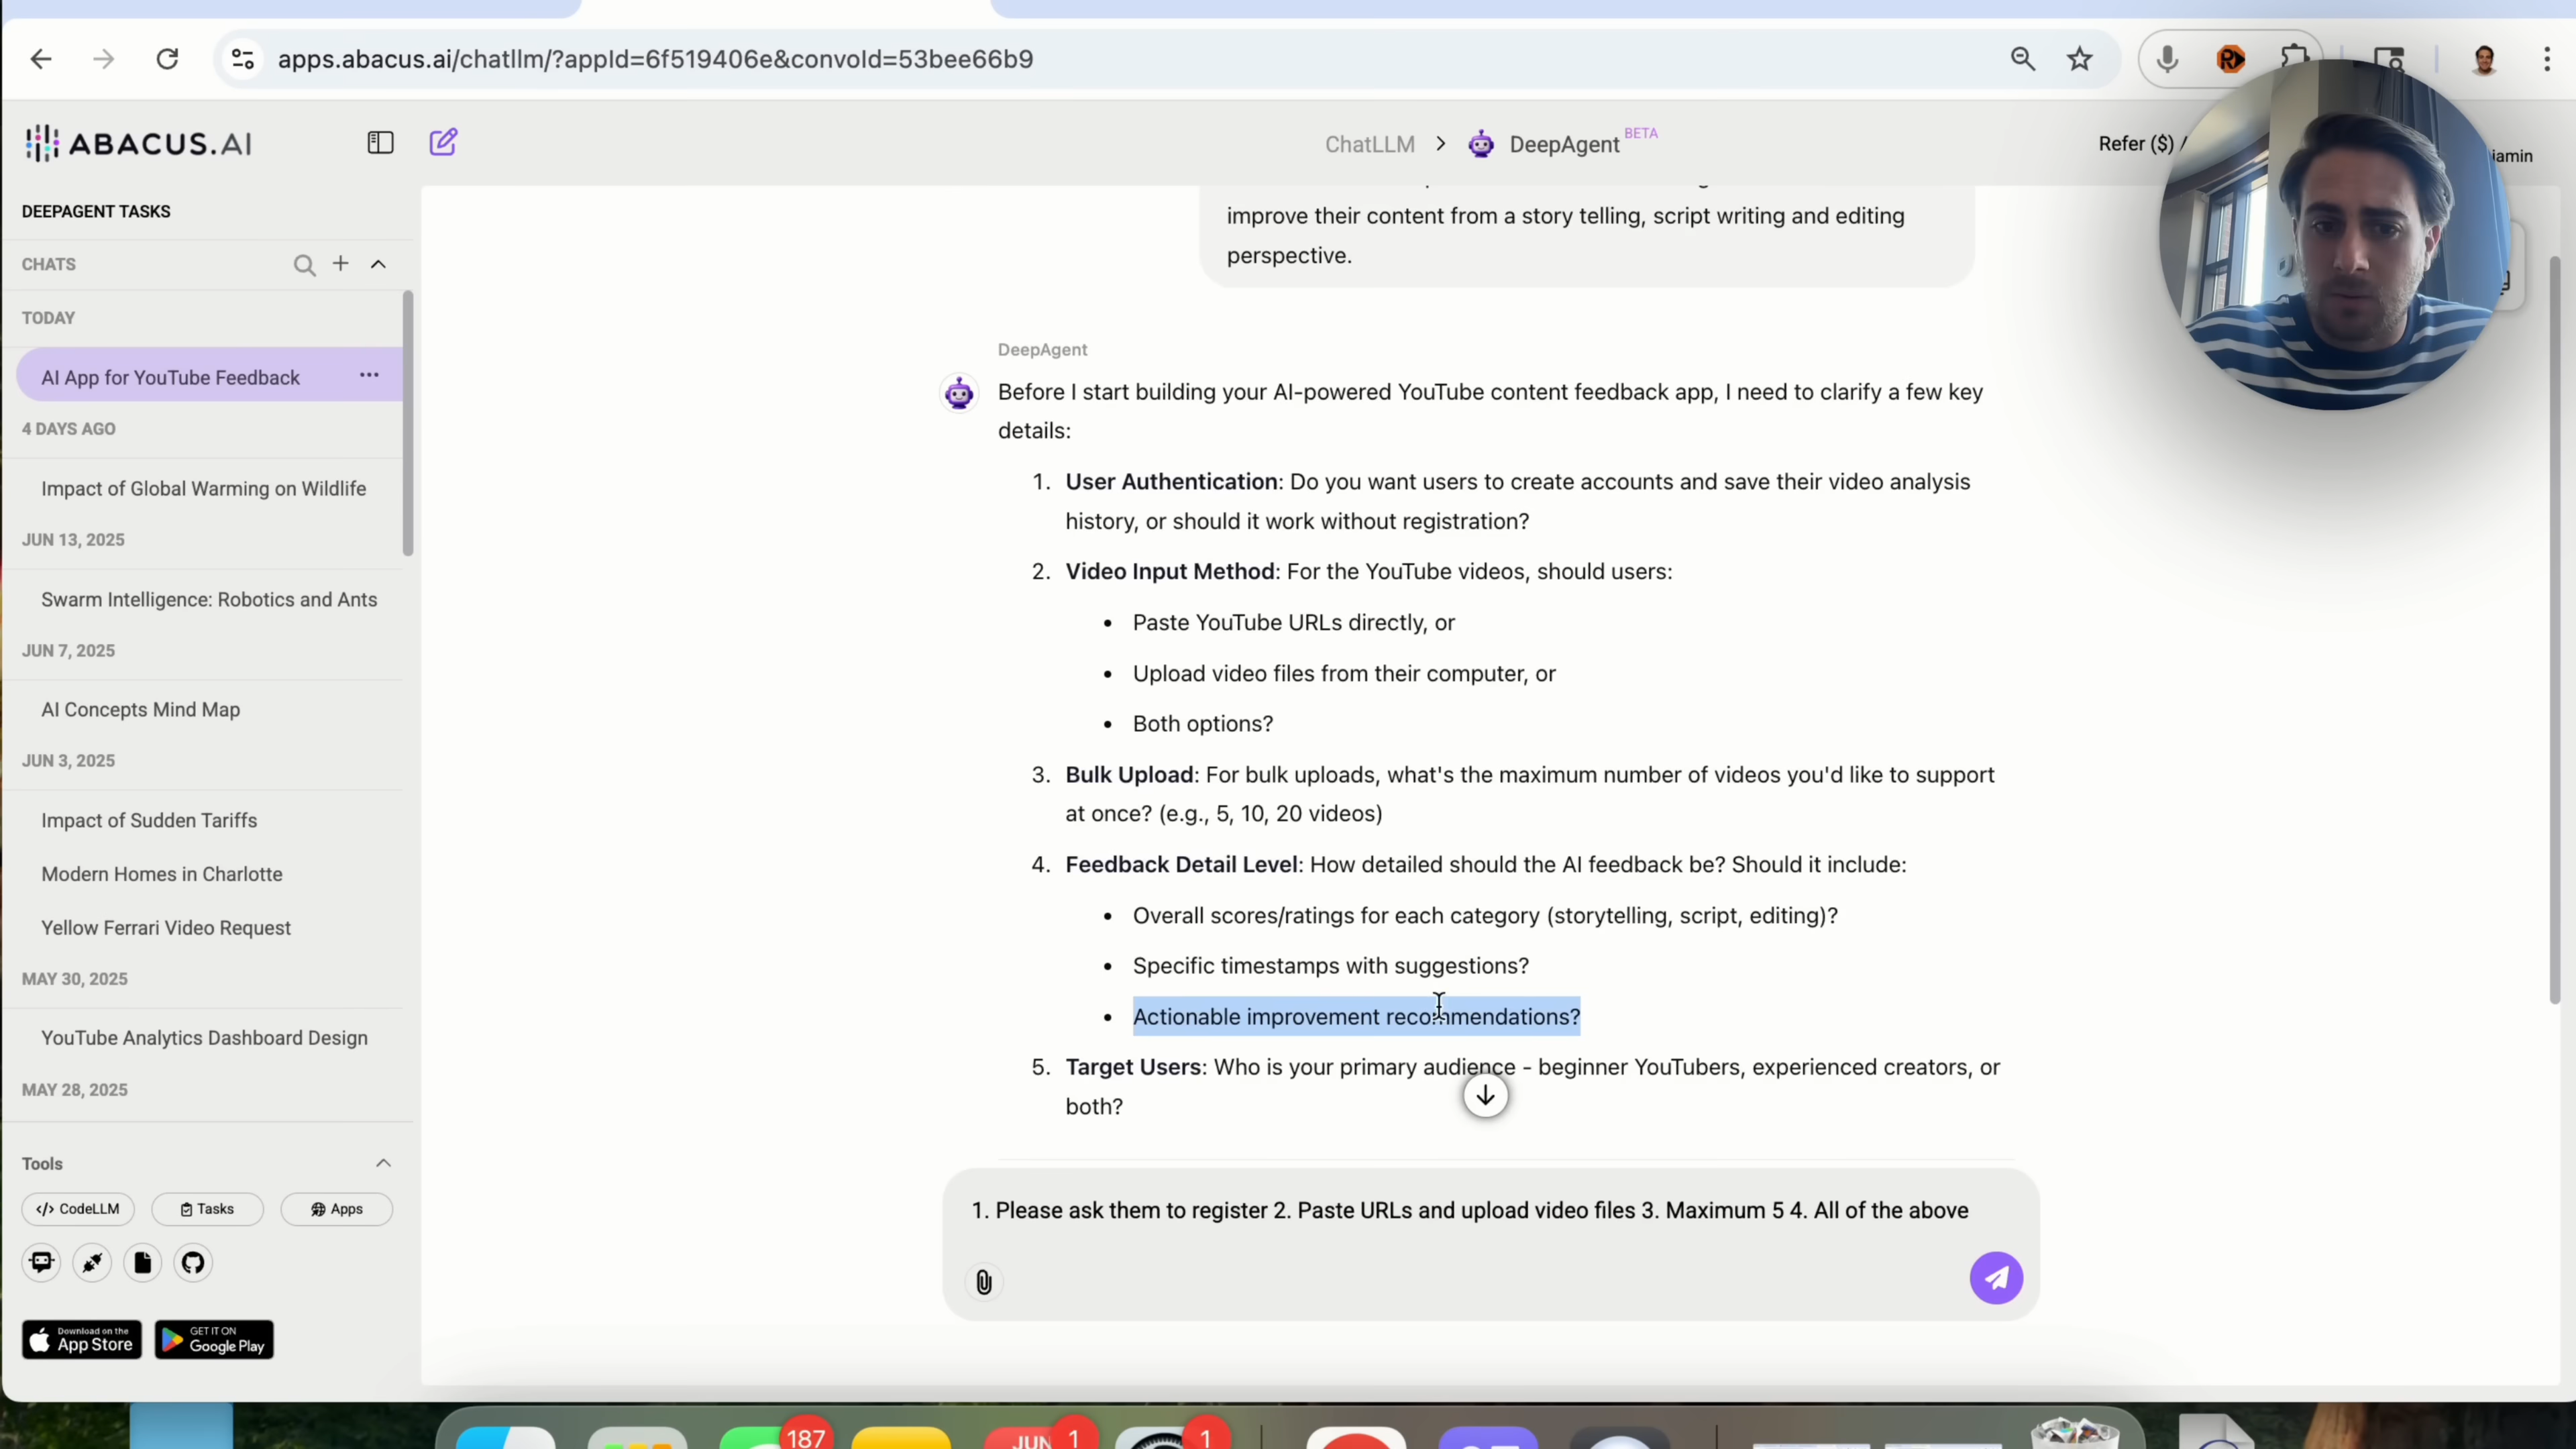 apps.abacus.ai/chatllm/?appId=6f519406e&convoId=53bee66b9
ABACUS.AI
ChatLLM > DeepAgent BETA
Refer ($)
iamin
DEEPAGENT TASKS
CHATS
TODAY
AI App for YouTube Feedback
4 DAYS AGO
Impact of Global Warming on Wildlife
JUN 13, 2025
Swarm Intelligence: Robotics and Ants
JUN 7, 2025
AI Concepts Mind Map
JUN 3, 2025
Impact of Sudden Tariffs
Modern Homes in Charlotte
Yellow Ferrari Video Request
MAY 30, 2025
YouTube Analytics Dashboard Design
MAY 28, 2025
Tools
</> CodeLLM
Tasks
Apps
Download on the
App Store
GET IT ON
Google Play
improve their content from a story telling, script writing and editing
perspective.
DeepAgent
Before I start building your AI-powered YouTube content feedback app, I need to clarify a few key
details:
1. User Authentication: Do you want users to create accounts and save their video analysis
history, or should it work without registration?
2. Video Input Method: For the YouTube videos, should users:
• Paste YouTube URLs directly, or
• Upload video files from their computer, or
• Both options?
3. Bulk Upload: For bulk uploads, what's the maximum number of videos you'd like to support
at once? (e.g., 5, 10, 20 videos)
4. Feedback Detail Level: How detailed should the AI feedback be? Should it include:
• Overall scores/ratings for each category (storytelling, script, editing)?
• Specific timestamps with suggestions?
• Actionable improvement recommendations?
5. Target Users: Who is your primary audience - beginner YouTubers, experienced creators, or
both?
1. Please ask them to register 2. Paste URLs and upload video files 3. Maximum 5 4. All of the above
187
JUN
1
1